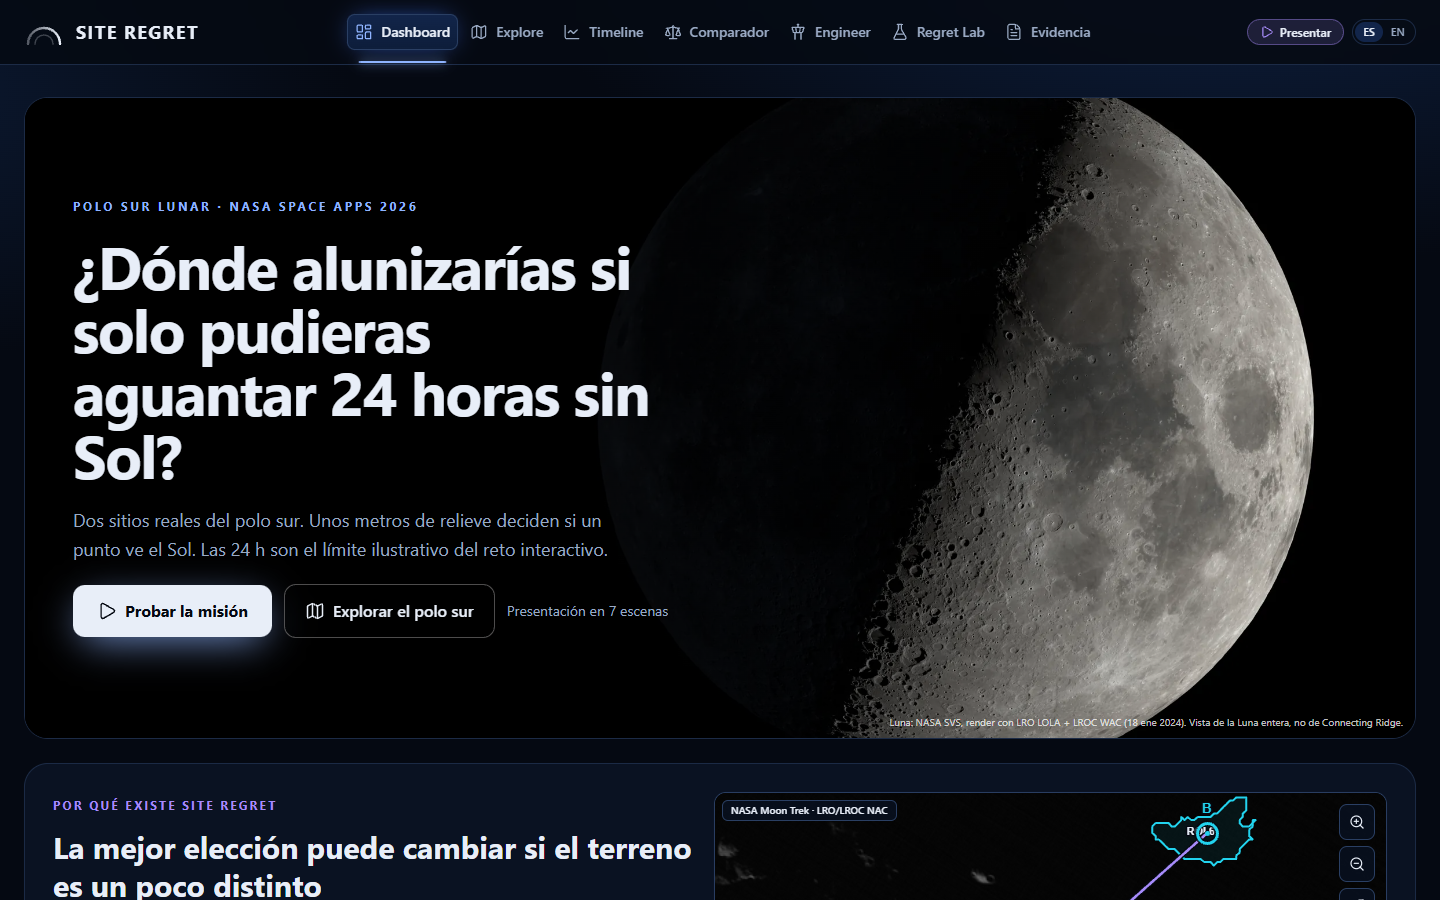 SITE REGRET
Dashboard
Explore
Timeline
Comparador
Engineer
Regret Lab
Evidencia
Presentar
ES
EN
POLO SUR LUNAR · NASA SPACE APPS 2026
¿Dónde alunizarías si
solo pudieras
aguantar 24 horas sin
Sol?
Dos sitios reales del polo sur. Unos metros de relieve deciden si un
punto ve el Sol. Las 24 h son el límite ilustrativo del reto interactivo.
Probar la misión
Explorar el polo sur
Presentación en 7 escenas
Luna: NASA SVS, render con LRO LOLA + LROC WAC (18 ene 2024). Vista de la Luna entera, no de Connecting Ridge.
POR QUÉ EXISTE SITE REGRET
La mejor elección puede cambiar si el terreno
es un poco distinto
NASA Moon Trek · LRO/LROC NAC
B